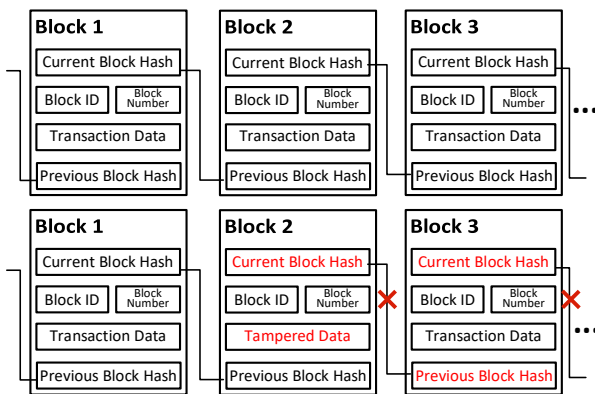 Block 1
Current Block Hash
Block ID
Block
Number
Transaction Data
Previous Block Hash
Block 2
Current Block Hash
Block ID
Block
Number
Transaction Data
Previous Block Hash
Block 3
Current Block Hash
Block ID
Block
Number
Transaction Data
Previous Block Hash
...
Block 1
Current Block Hash
Block ID
Block
Number
Transaction Data
Previous Block Hash
Block 2
Current Block Hash
Block ID
Block
Number
Tampered Data
Previous Block Hash
Block 3
Current Block Hash
Block ID
Block
Number
Transaction Data
Previous Block Hash
...